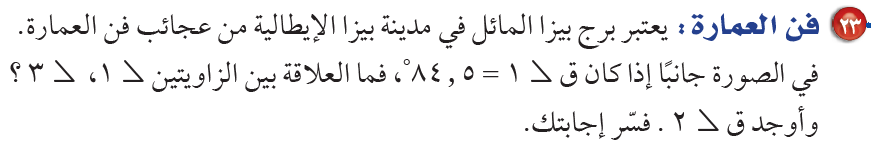 ٢٣ فن العمارة : يعتبر برج بيزا المائل في مدينة بيزا الإيطالية من عجائب فن العمارة.
في الصورة جانبًا إذا كان ق ∠ ١ = ٨٤,٥°، فما العلاقة بين الزاويتين ∠ ١، ∠ ٣ ؟
وأوجد ق ∠ ٢ . فسّر إجابتك.